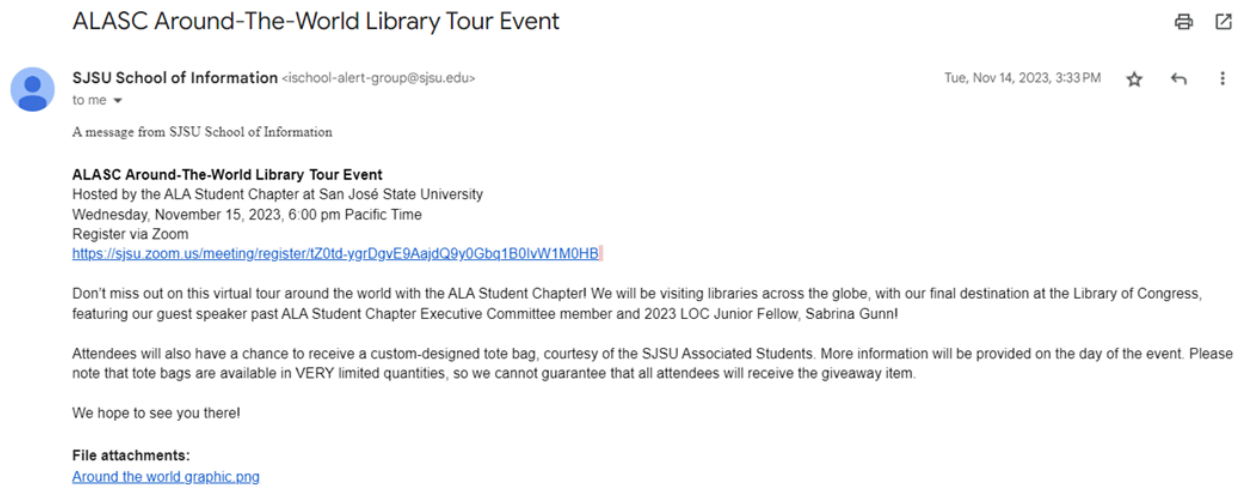 ALASC Around-The-World Library Tour Event
SJSU School of Information <ischool-alert-group@sjsu.edu>
Tue, Nov 14, 2023, 3:33 PM
to me
A message from SJSU School of Information
ALASC Around-The-World Library Tour Event
Hosted by the ALA Student Chapter at San José State University
Wednesday, November 15, 2023, 6:00 pm Pacific Time
Register via Zoom
https://sjsu.zoom.us/meeting/register/tZ0td-ygrDgvE9AajdQ9y0Gbq1B0IvW1M0HB
Don't miss out on this virtual tour around the world with the ALA Student Chapter! We will be visiting libraries across the globe, with our final destination at the Library of Congress,
featuring our guest speaker past ALA Student Chapter Executive Committee member and 2023 LOC Junior Fellow, Sabrina Gunn!
Attendees will also have a chance to receive a custom-designed tote bag, courtesy of the SJSU Associated Students. More information will be provided on the day of the event. Please
note that tote bags are available in VERY limited quantities, so we cannot guarantee that all attendees will receive the giveaway item.
We hope to see you there!
File attachments:
Around the world graphic.png